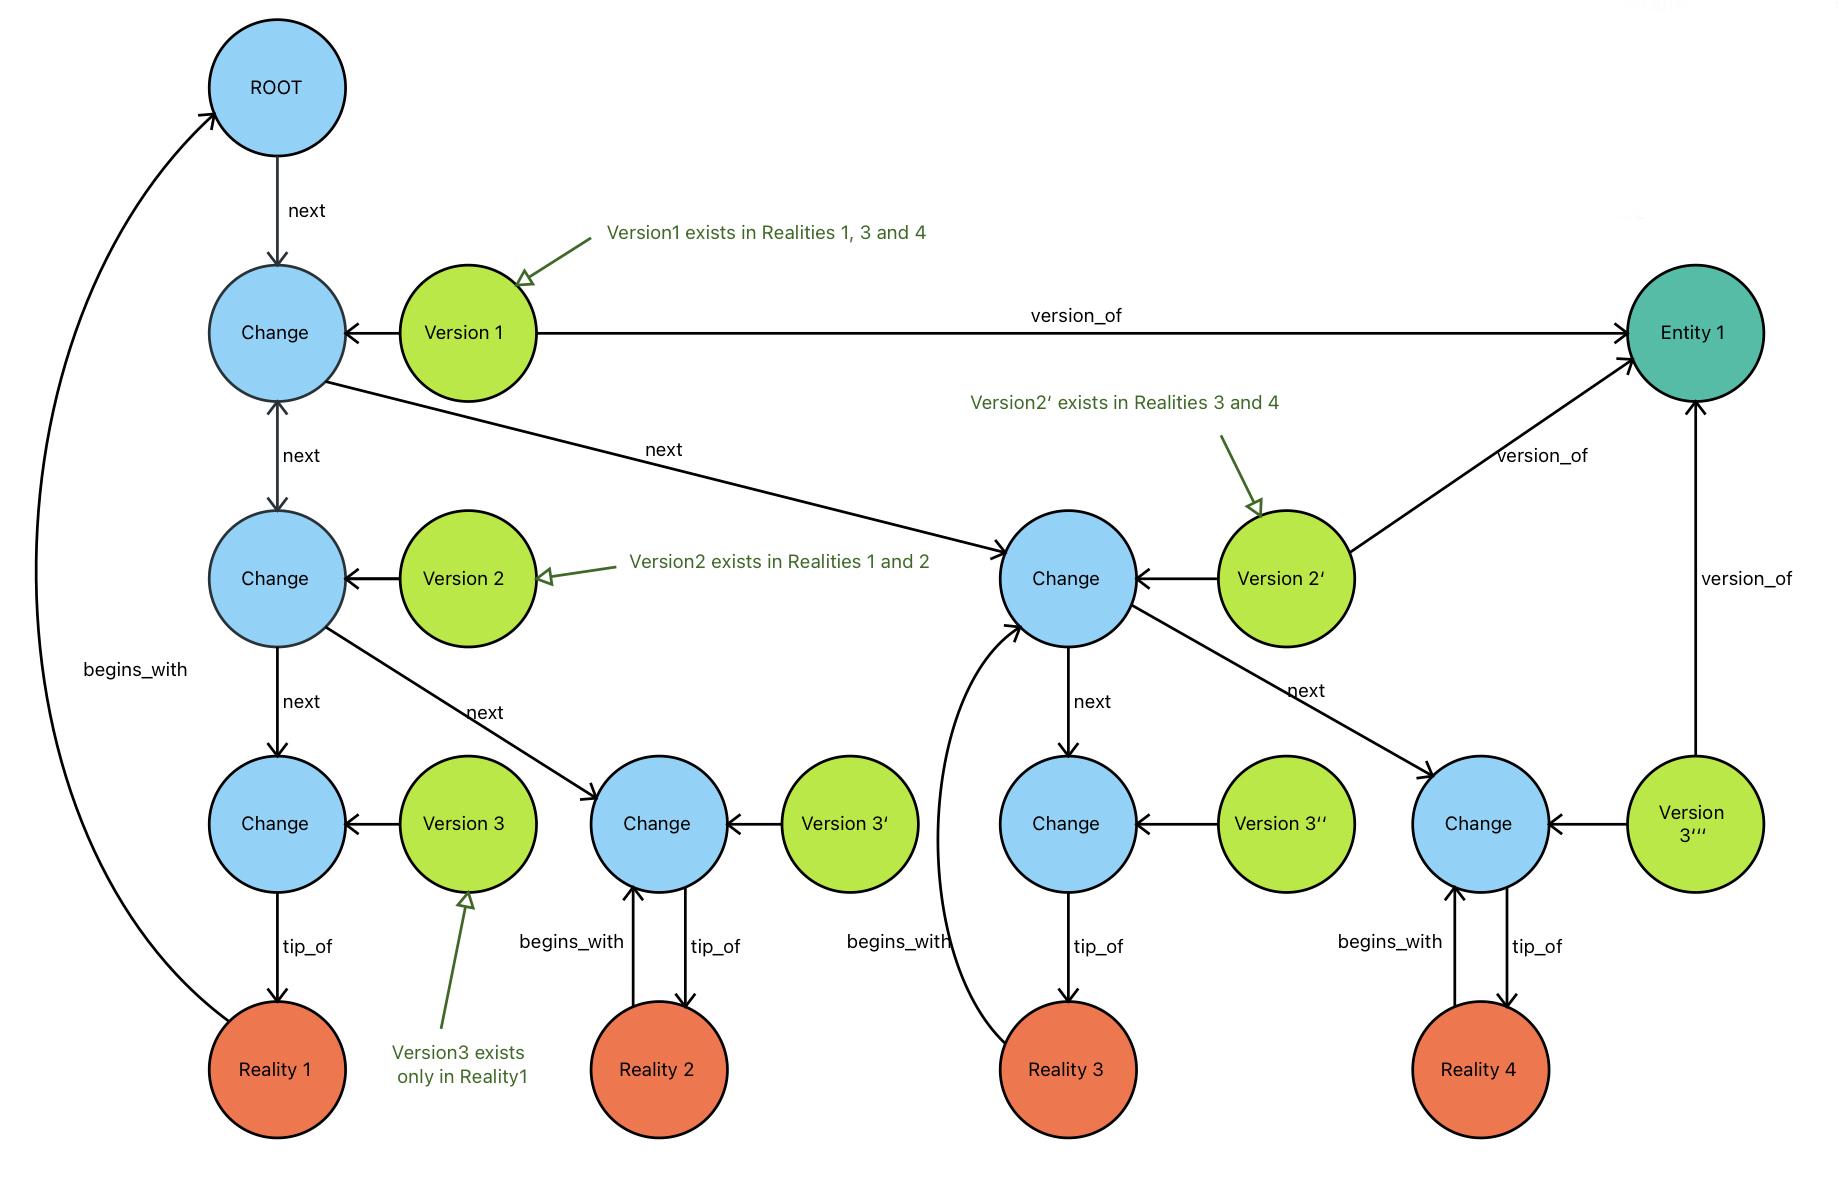 ROOT
next
Version1 exists in Realities 1, 3 and 4
Change
Version 1
version_of
Entity 1
Version2‘ exists in Realities 3 and 4
next
next
version_of
Change
Version 2
Version2 exists in Realities 1 and 2
Change
Version 2‘
version_of
begins_with
next
next
next
next
Change
Version 3
Change
Version 3‘
Change
Version 3‘‘
Change
Version
3‘‘‘
tip_of
begins_with
tip_of
begins_with
tip_of
begins_with
tip_of
Version3 exists
only in Reality1
Reality 1
Reality 2
Reality 3
Reality 4